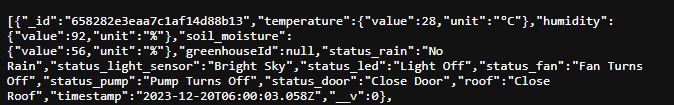 [{"_id":"658282e3eaa7c1af14d88b13","temperature":{"value":28,"unit":"°C"},"humidity":
{"value":92,"unit":"%"},"soil_moisture":
{"value":56,"unit":"%"},"greenhouseId":null,"status_rain":"No
Rain","status_light_sensor":"Bright Sky","status_led":"Light Off","status_fan":"Fan Turns
Off","status_pump":"Pump Turns Off","status_door":"Close Door","roof":"Close
Roof","timestamp":"2023-12-20T06:00:03.058Z","__v":0},